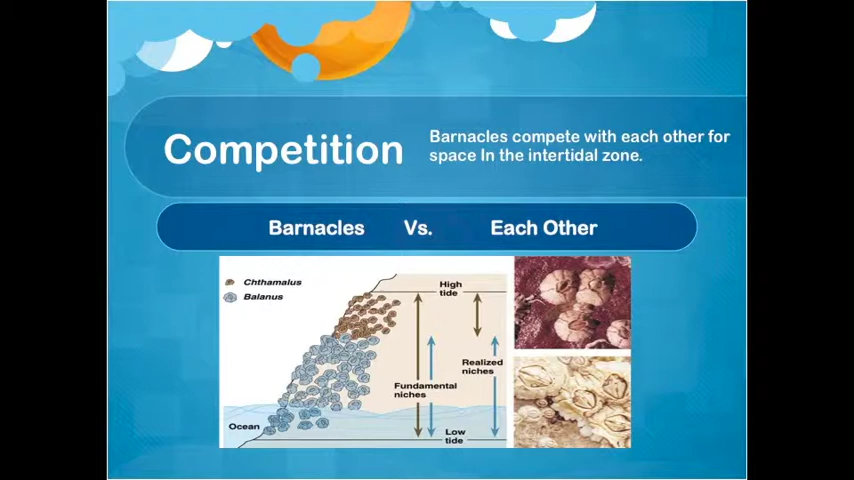 Competition
Barnacles compete with each other for
space In the intertidal zone.
Barnacles Vs. Each Other
Chthamalus
Balanus
High
tide
Realized
niches
Fundamental
niches
Ocean
Low
tide